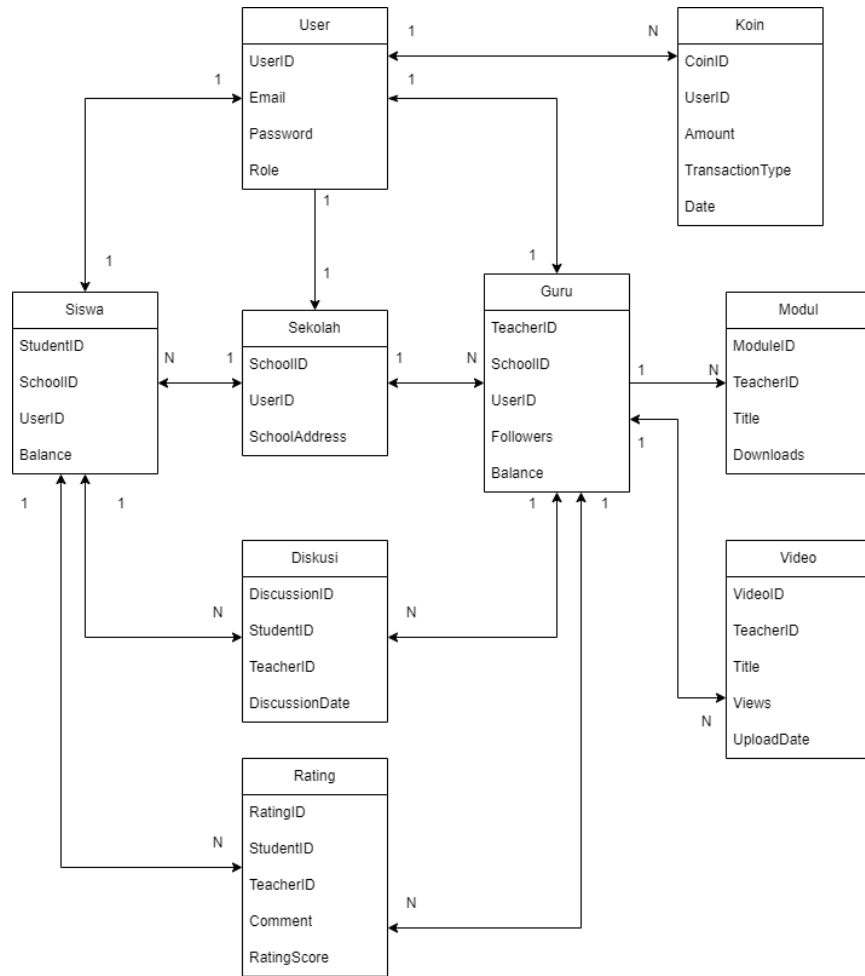 User
UserID
Email
Password
Role
Koin
CoinID
UserID
Amount
TransactionType
Date
1
N
1
1
1
1
1
1
Siswa
StudentID
SchoolID
UserID
Balance
Sekolah
SchoolID
UserID
SchoolAddress
Guru
TeacherID
SchoolID
UserID
Followers
Balance
Modul
ModuleID
TeacherID
Title
Downloads
N
1
1
N
1
N
1
1
1
1
1
Diskusi
DiscussionID
StudentID
TeacherID
DiscussionDate
N
N
Video
VideoID
TeacherID
Title
Views
UploadDate
N
Rating
RatingID
StudentID
TeacherID
Comment
RatingScore
N
N